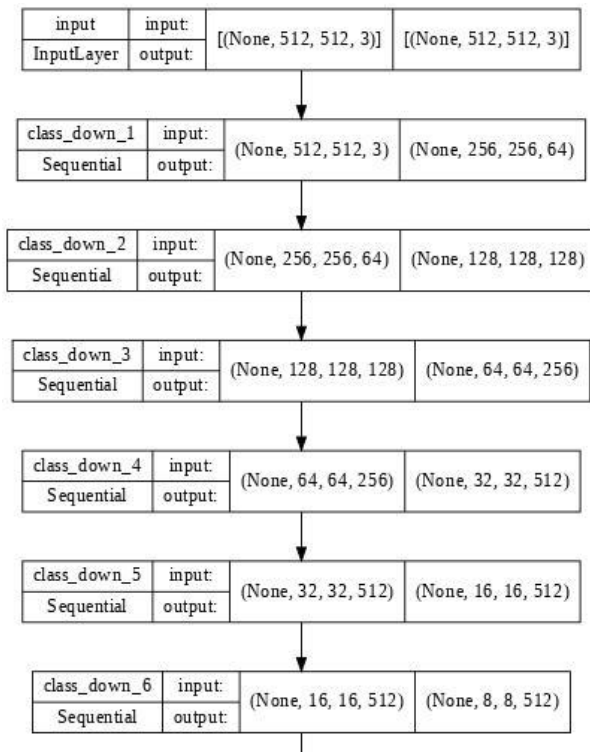 input input: [(None, 512, 512, 3)] [(None, 512, 512, 3)]
InputLayer output:
class_down_1 input: (None, 512, 512, 3) (None, 256, 256, 64)
Sequential output:
class_down_2 input: (None, 256, 256, 64) (None, 128, 128, 128)
Sequential output:
class_down_3 input: (None, 128, 128, 128) (None, 64, 64, 256)
Sequential output:
class_down_4 input: (None, 64, 64, 256) (None, 32, 32, 512)
Sequential output:
class_down_5 input: (None, 32, 32, 512) (None, 16, 16, 512)
Sequential output:
class_down_6 input: (None, 16, 16, 512) (None, 8, 8, 512)
Sequential output: